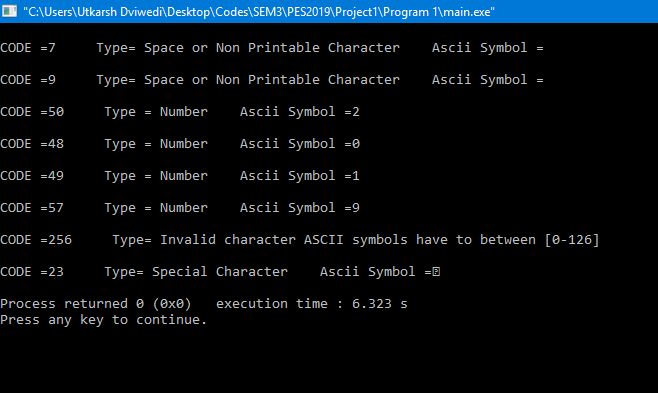 "C:\Users\Utkarsh Dviwedi\Desktop\Codes\SEM3\PES2019\Project1\Program 1\main.exe"
CODE =7     Type= Space or Non Printable Character    Ascii Symbol =
CODE =9     Type= Space or Non Printable Character    Ascii Symbol =
CODE =50     Type = Number    Ascii Symbol =2
CODE =48     Type = Number    Ascii Symbol =0
CODE =49     Type = Number    Ascii Symbol =1
CODE =57     Type = Number    Ascii Symbol =9
CODE =256     Type= Invalid character ASCII symbols have to between [0-126]
CODE =23     Type= Special Character    Ascii Symbol =
Process returned 0 (0x0)   execution time : 6.323 s
Press any key to continue.